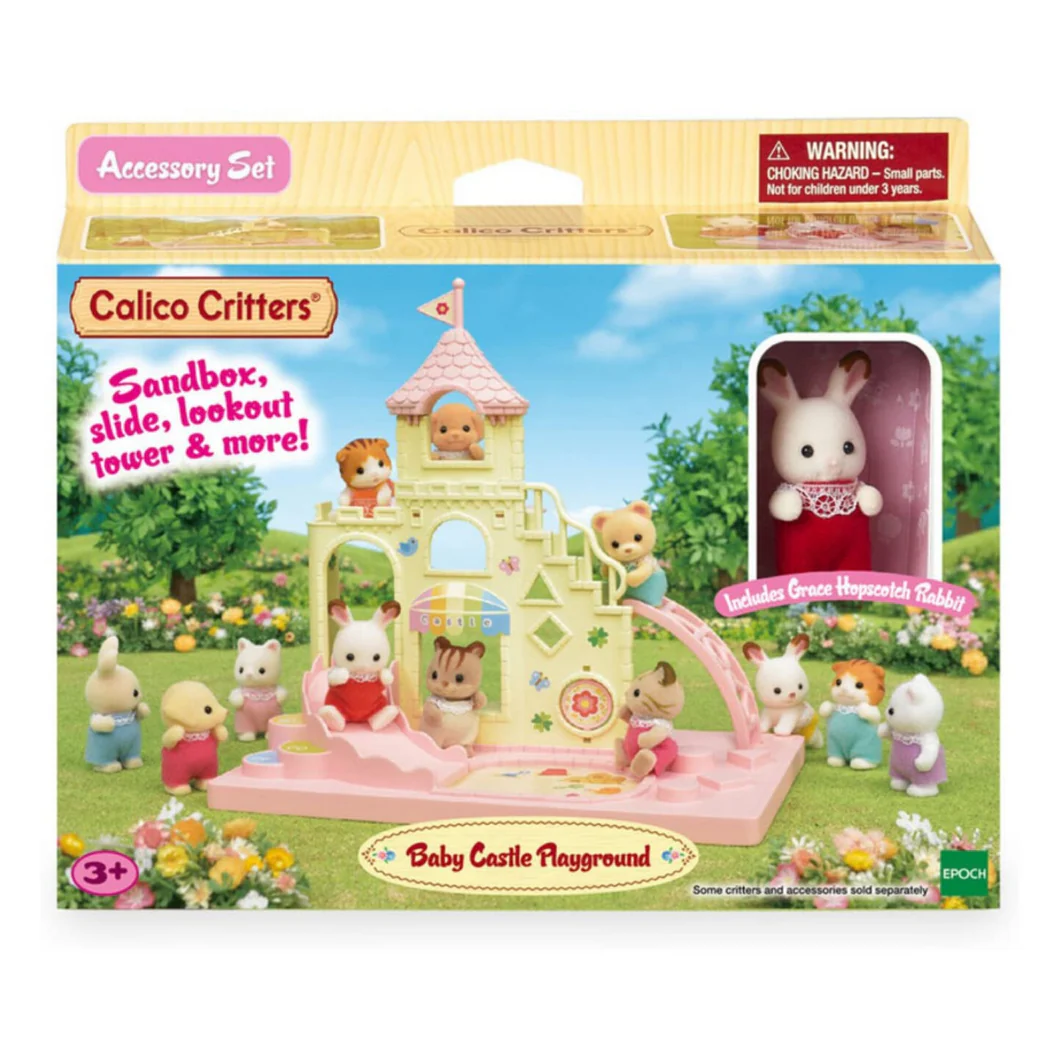 Accessory Set
WARNING:
CHOKING HAZARD – Small parts.
Not for children under 3 years.
Calico Critters
Calico Critters®
Sandbox,
slide, lookout
tower & more!
Castle
Includes Grace Hopscotch Rabbit
Baby Castle Playground
3+
Some critters and accessories sold separately
EPOCH